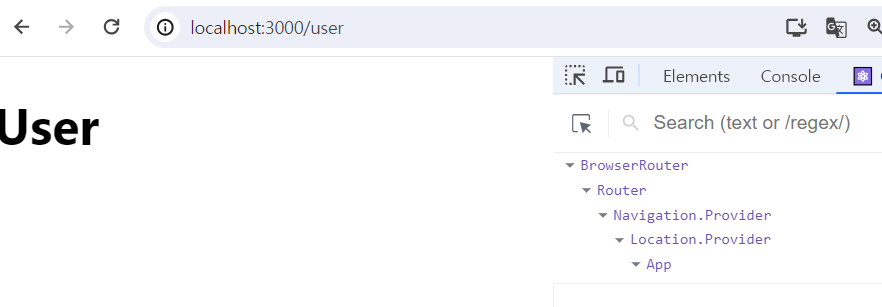 localhost:3000/user
User
Elements Console
Search (text or /regex/)
BrowserRouter
Router
Navigation.Provider
Location.Provider
App